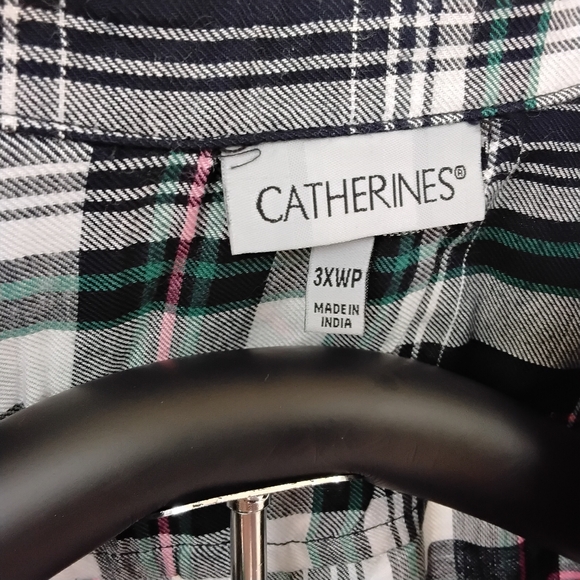 CATHERINES®
3XWP
MADE IN
INDIA